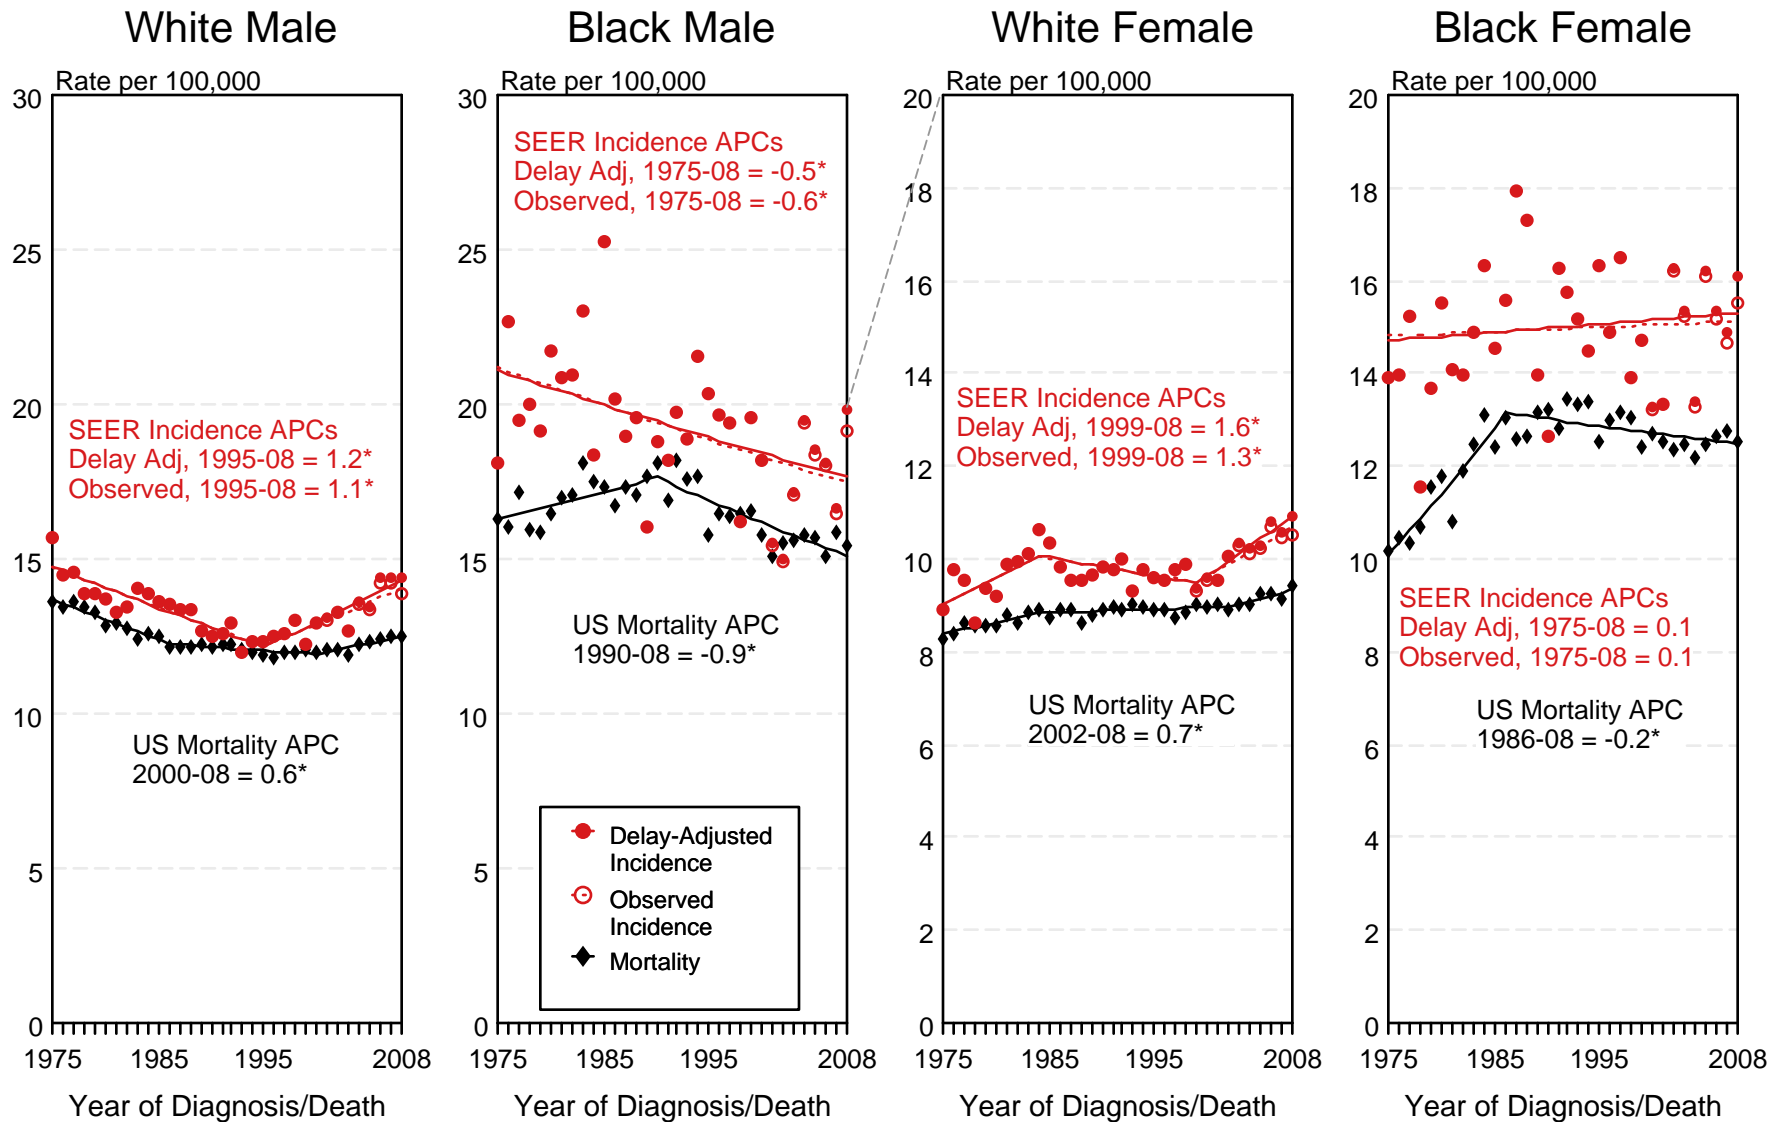 White Male
Black Male
White Female
Black Female
Rate per 100,000
30
25
20
15
10
5
0
SEER Incidence APCs
Delay Adj, 1995-08 = 1.2*
Observed, 1995-08 = 1.1*
US Mortality APC
2000-08 = 0.6*
1975
1985
1995
2008
Year of Diagnosis/Death
Rate per 100,000
30
25
20
15
10
5
0
SEER Incidence APCs
Delay Adj, 1975-08 = -0.5*
Observed, 1975-08 = -0.6*
US Mortality APC
1990-08 = -0.9*
Delay-Adjusted
Incidence
Observed
Incidence
Mortality
1975
1985
1995
2008
Year of Diagnosis/Death
Rate per 100,000
20
18
16
14
12
10
8
6
4
2
0
SEER Incidence APCs
Delay Adj, 1999-08 = 1.6*
Observed, 1999-08 = 1.3*
US Mortality APC
2002-08 = 0.7*
1975
1985
1995
2008
Year of Diagnosis/Death
Rate per 100,000
20
18
16
14
12
10
8
6
4
2
0
SEER Incidence APCs
Delay Adj, 1975-08 = 0.1
Observed, 1975-08 = 0.1
US Mortality APC
1986-08 = -0.2*
1975
1985
1995
2008
Year of Diagnosis/Death